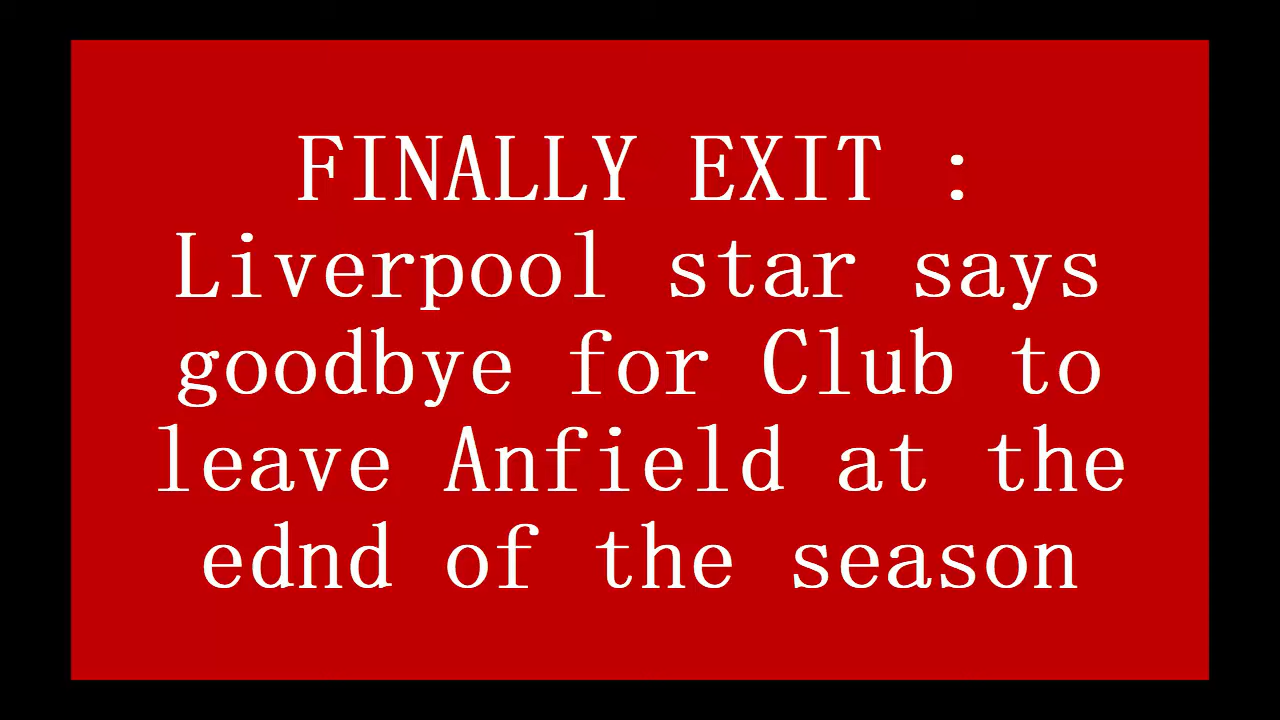 FINALLY EXIT :
Liverpool star says
goodbye for Club to
leave Anfield at the
ednd of the season